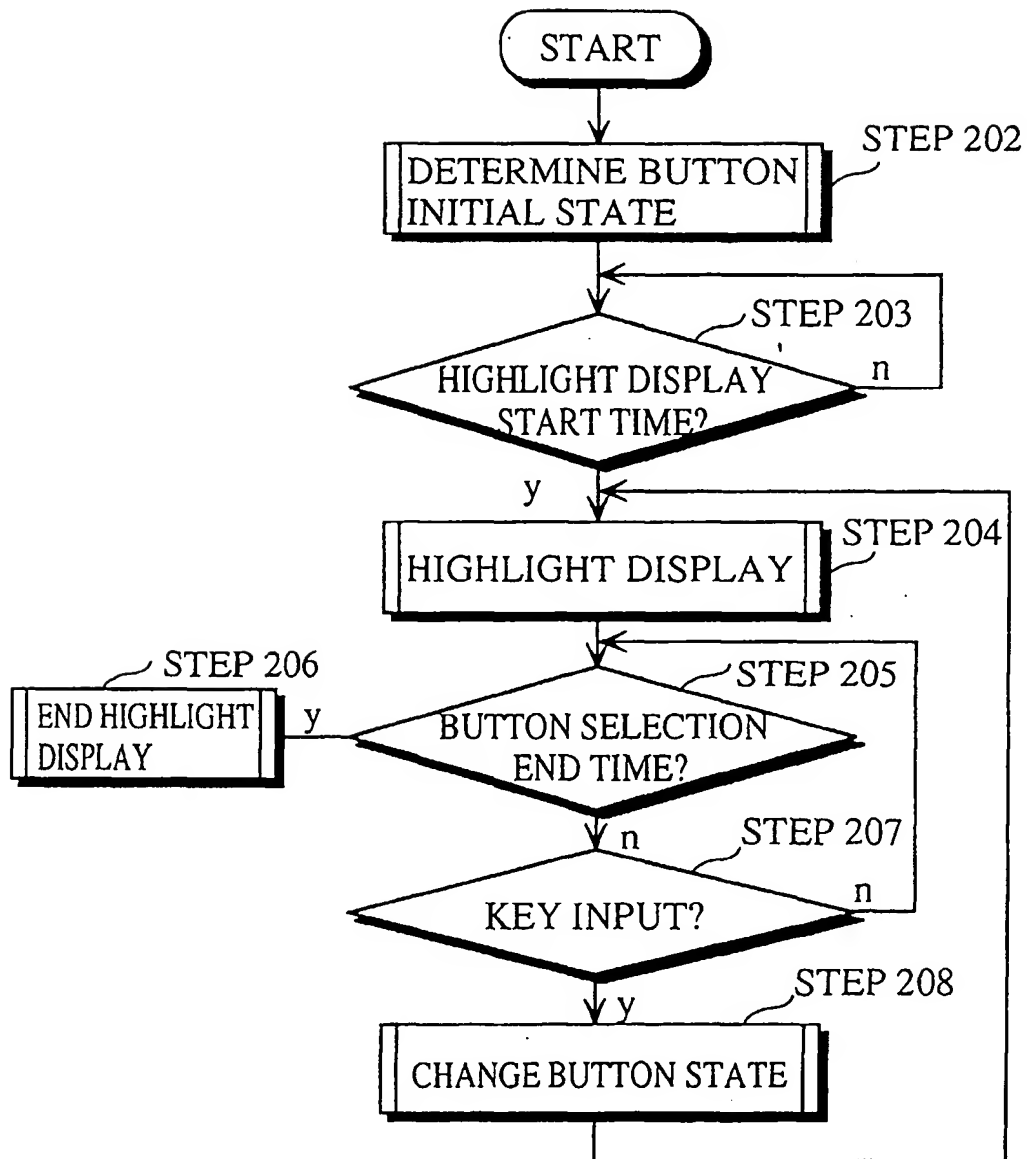 START
STEP 202
DETERMINE BUTTON
INITIAL STATE
STEP 203
HIGHLIGHT DISPLAY
START TIME?
n
y
STEP 204
HIGHLIGHT DISPLAY
STEP 206
END HIGHLIGHT
DISPLAY
y
STEP 205
BUTTON SELECTION
END TIME?
n
STEP 207
KEY INPUT?
n
y
STEP 208
CHANGE BUTTON STATE